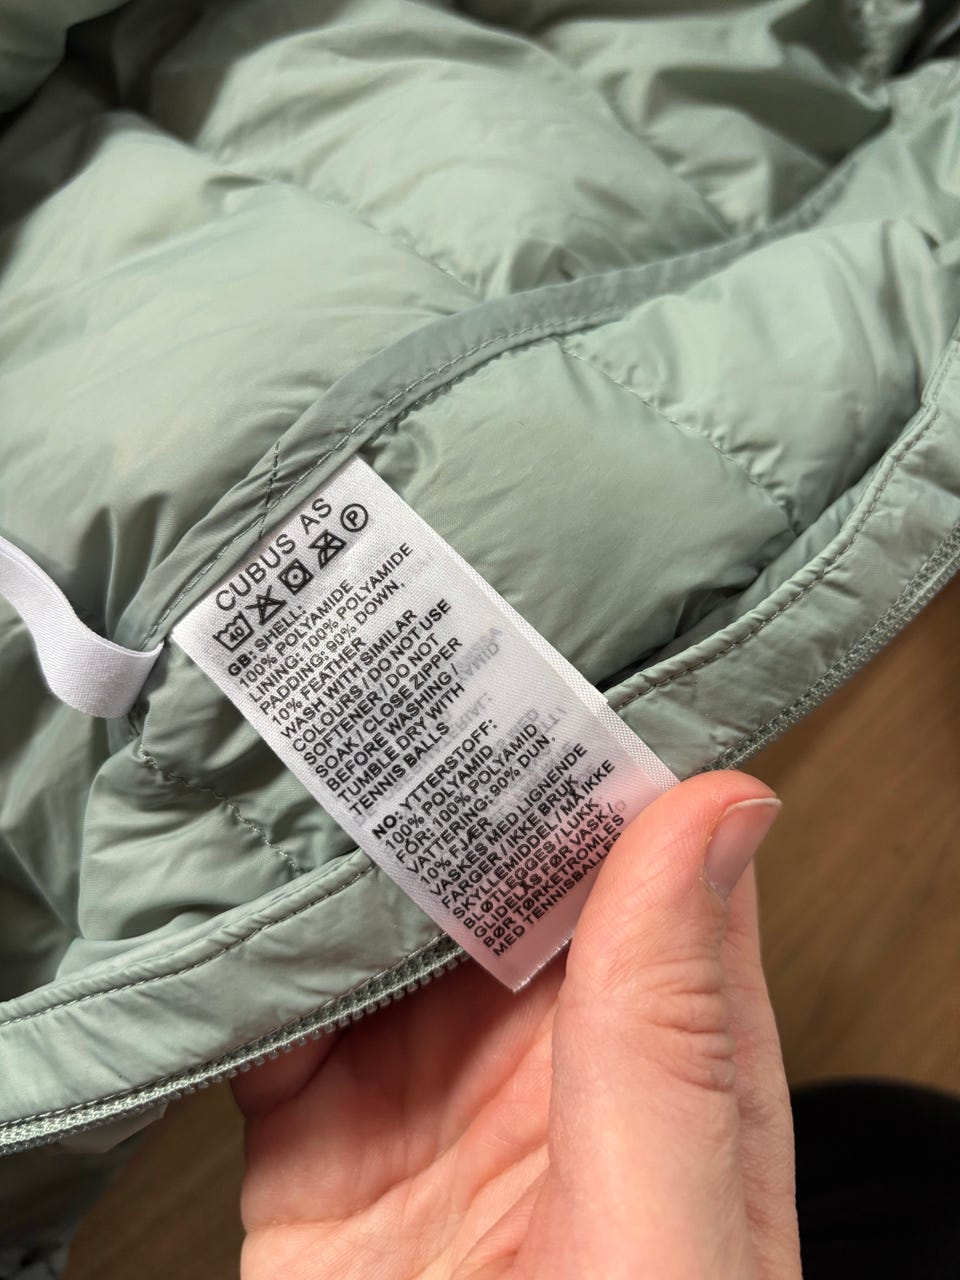 CUBUS AS
40 P
GB: SHELL:
100% POLYAMIDE
LINING: 100% POLYAMIDE
PADDING: 90% DOWN,
10% FEATHER
WASH WITH SIMILAR
COLOURS / DO NOT USE
SOFTENER / DO NOT
SOAK / CLOSE ZIPPER
BEFORE WASHING /
TUMBLE DRY WITH
TENNIS BALLS
NO: YTTERSTOFF:
100% POLYAMID
FÓR: 100% POLYAMID
VATTERING: 90% DUN,
10% FJÆR
VASKES MED LIGNENDE
FARGER / IKKE BRUK
SKYLLEMIDDEL / MÅ IKKE
BLØTLEGGES / LUKK
GLIDELÅS FØR VASK /
BØR TØRKETROMLES
MED TENNISBALLER